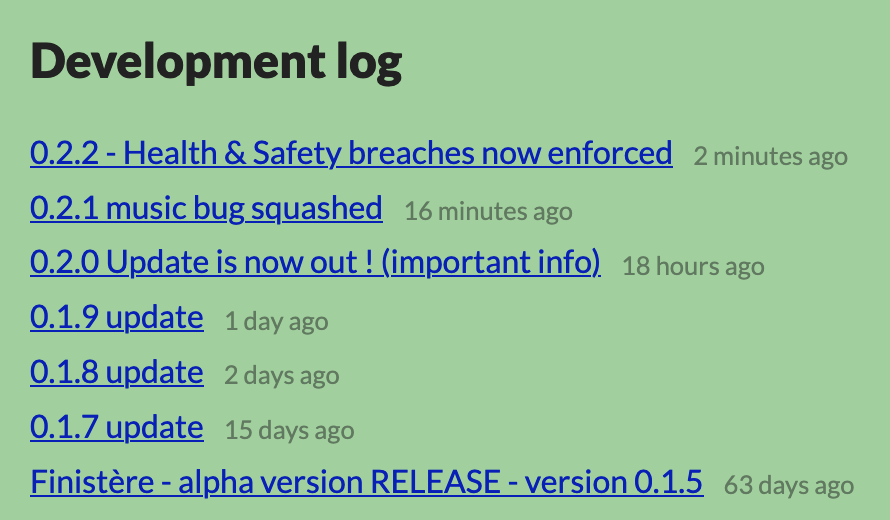 Development log
0.2.2 - Health & Safety breaches now enforced 2 minutes ago
0.2.1 music bug squashed 16 minutes ago
0.2.0 Update is now out ! (important info) 18 hours ago
0.1.9 update 1 day ago
0.1.8 update 2 days ago
0.1.7 update 15 days ago
Finistère - alpha version RELEASE - version 0.1.5 63 days ago